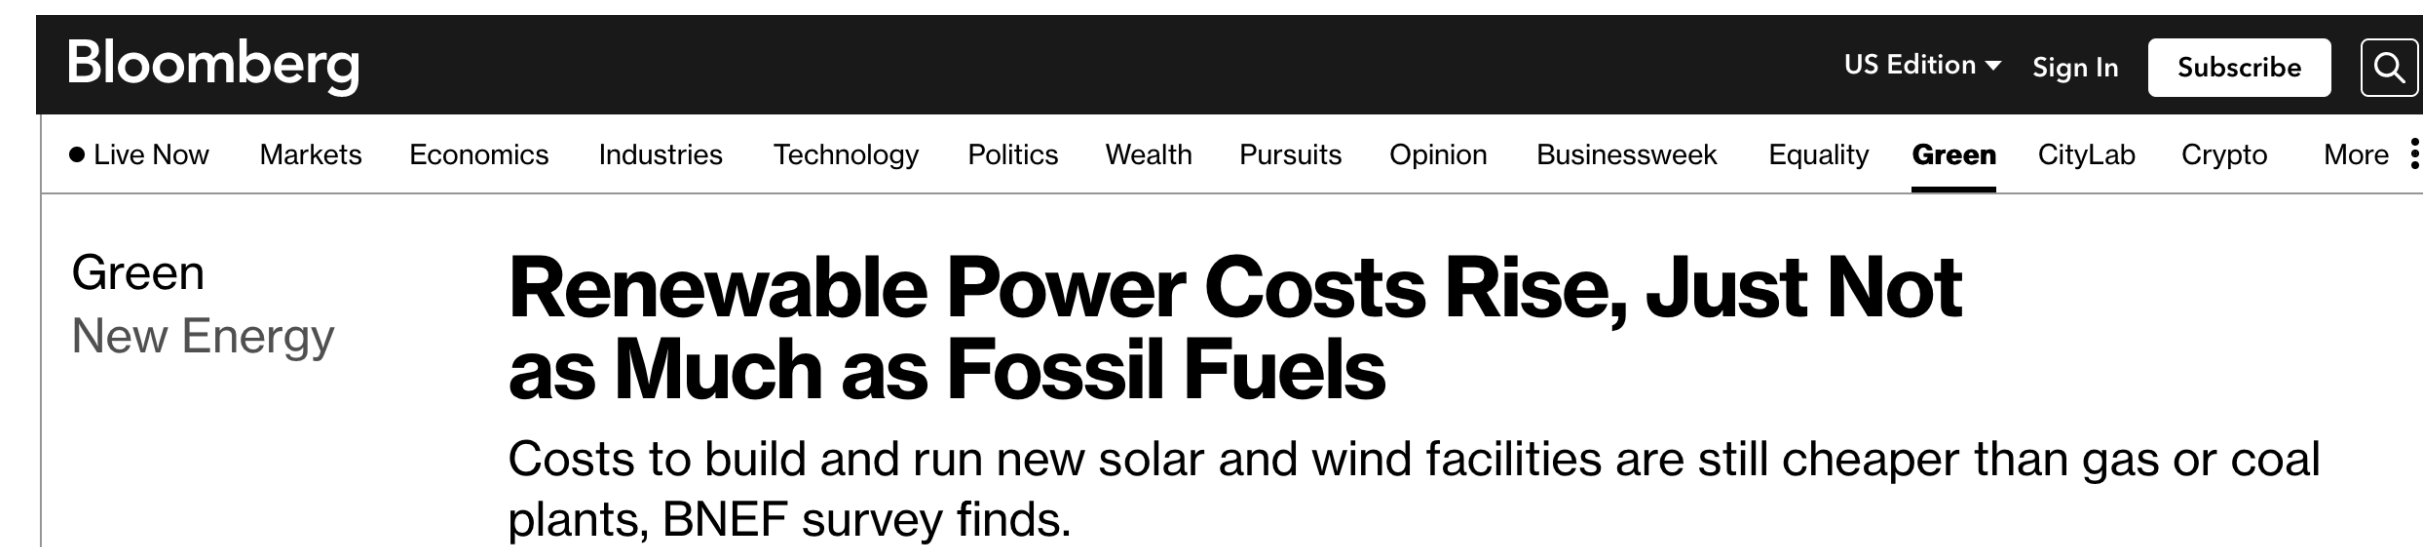 Bloomberg
US Edition Sign In Subscribe
Live Now Markets Economics Industries Technology Politics Wealth Pursuits Opinion Businessweek Equality Green CityLab Crypto More
Green
New Energy
Renewable Power Costs Rise, Just Not
as Much as Fossil Fuels
Costs to build and run new solar and wind facilities are still cheaper than gas or coal
plants, BNEF survey finds.